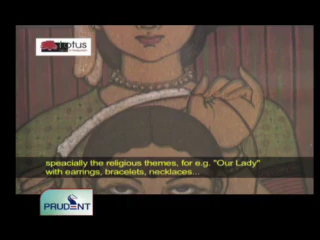 speacially the religious themes, for e.g. "Our Lady"
with earrings, bracelets, necklaces...
PRUDENT